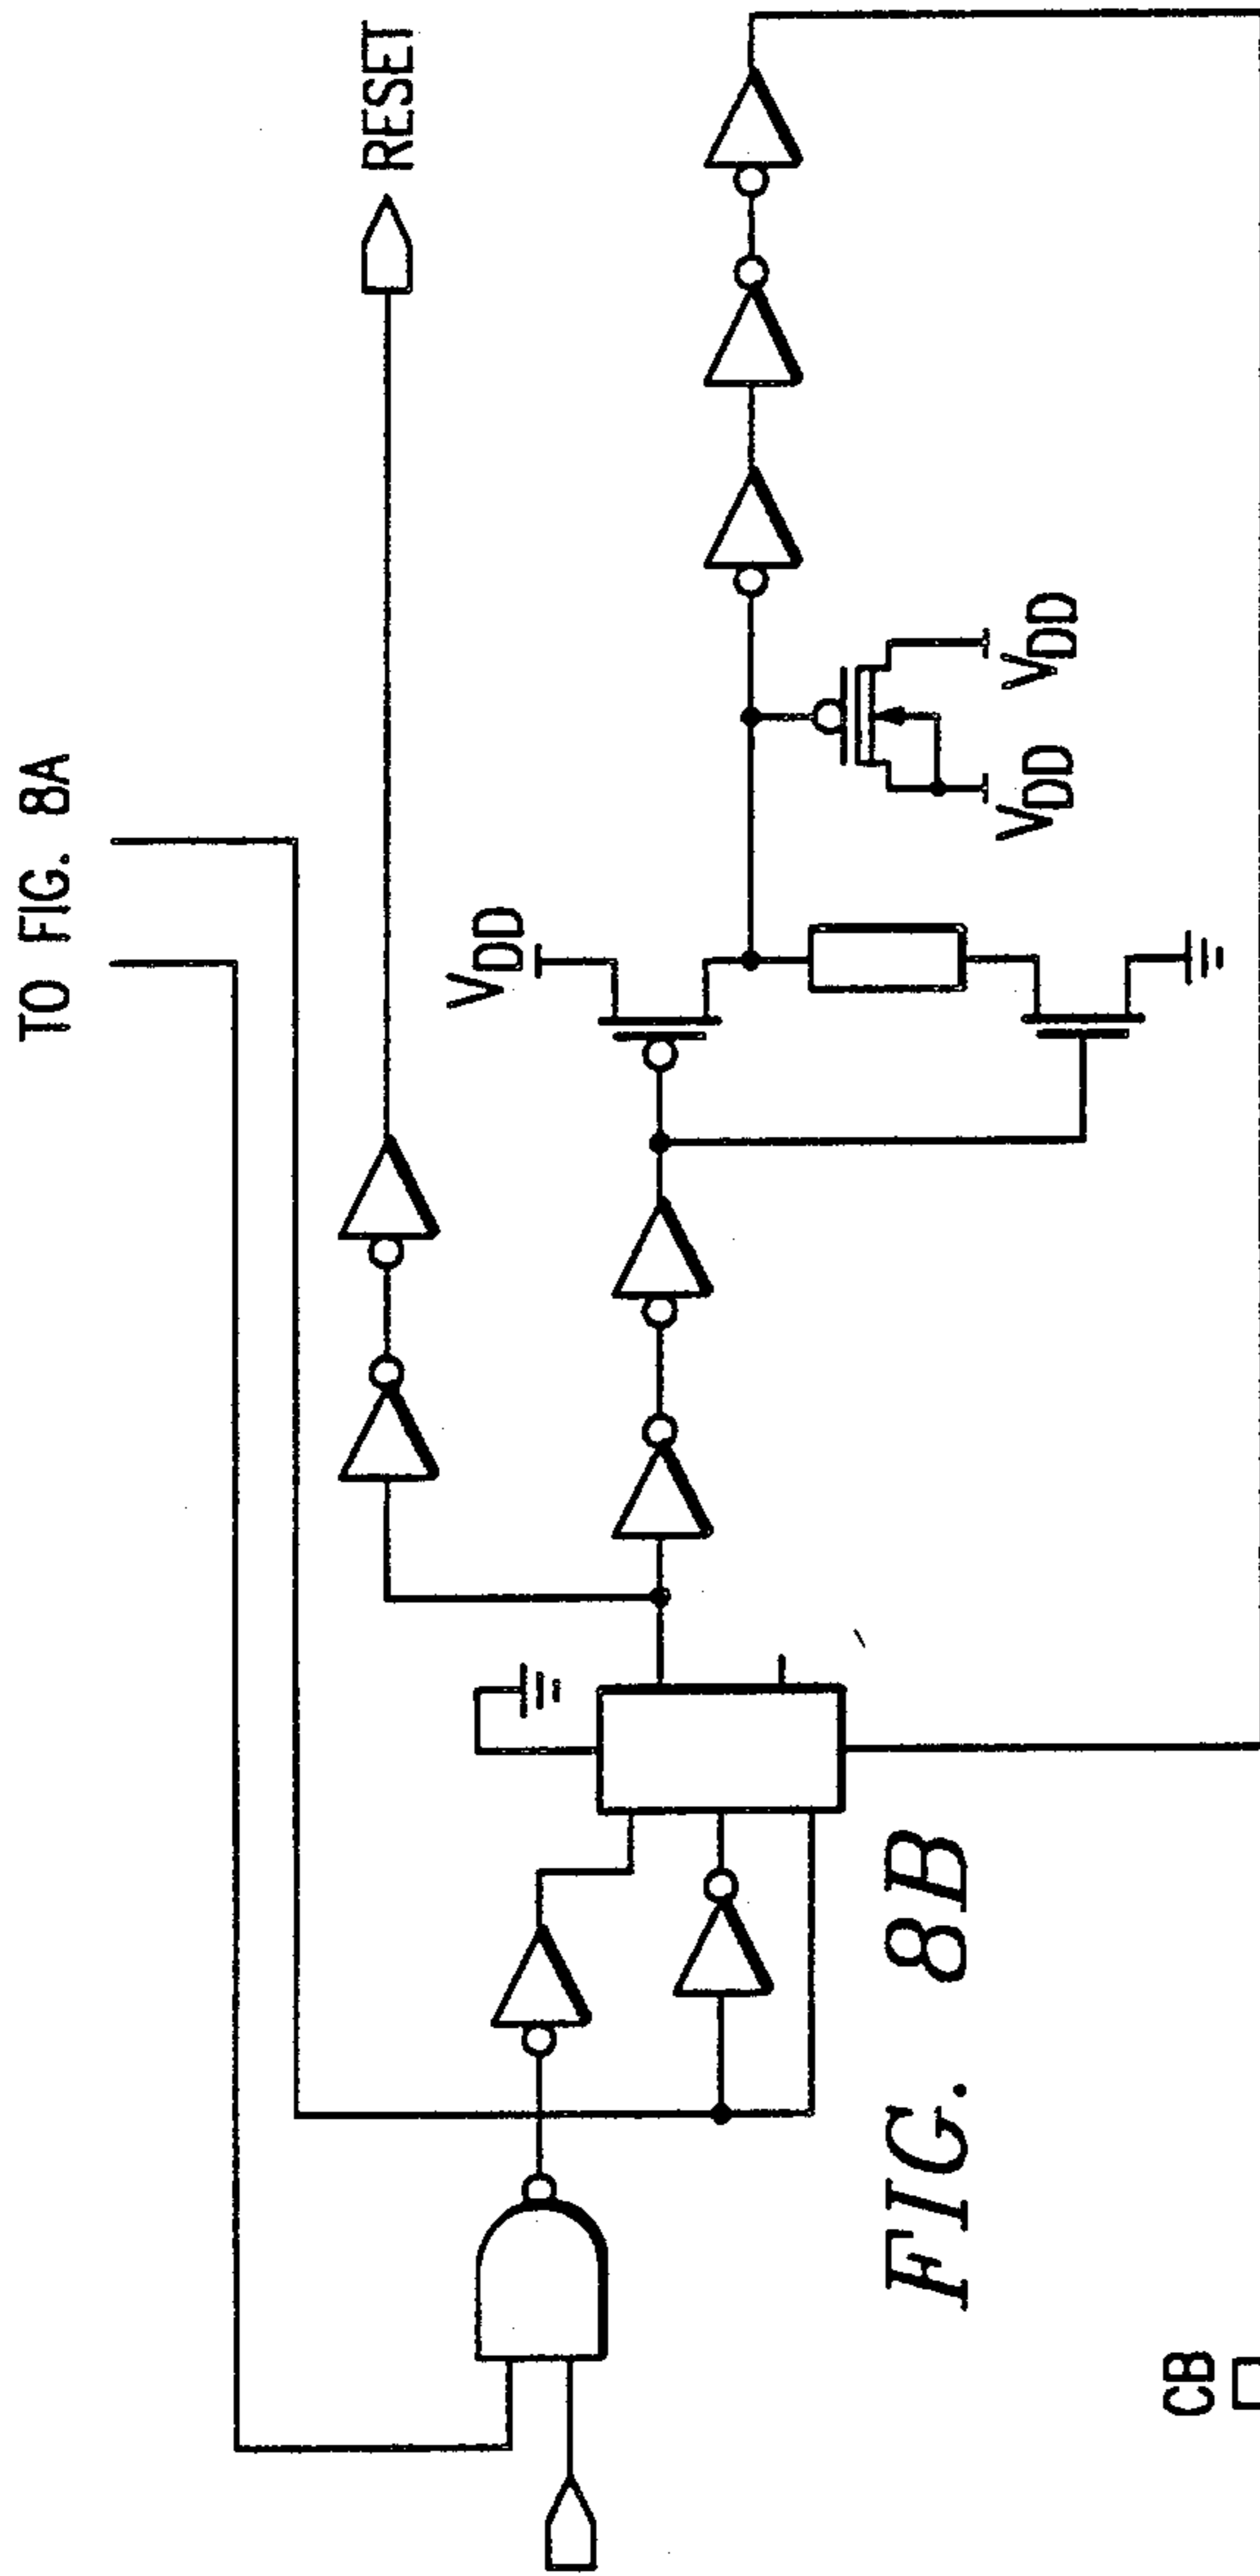 TO FIG. 8A
RESET
VDD
VDD
VDD
FIG. 8B
CB